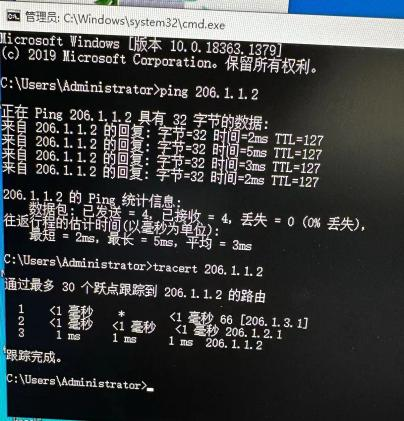 管理员: C:\Windows\system32\cmd.exe
Microsoft Windows [版本 10.0.18363.1379]
(c) 2019 Microsoft Corporation。保留所有权利。
C:\Users\Administrator>ping 206.1.1.2
正在 Ping 206.1.1.2 具有 32 字节的数据:
来自 206.1.1.2 的回复: 字节=32 时间=2ms TTL=127
来自 206.1.1.2 的回复: 字节=32 时间=5ms TTL=127
来自 206.1.1.2 的回复: 字节=32 时间=3ms TTL=127
来自 206.1.1.2 的回复: 字节=32 时间=2ms TTL=127
206.1.1.2 的 Ping 统计信息:
数据包: 已发送 = 4，已接收 = 4，丢失 = 0 (0% 丢失)，
往返行程的估计时间(以毫秒为单位):
最短 = 2ms，最长 = 5ms，平均 = 3ms
C:\Users\Administrator>tracert 206.1.1.2
通过最多 30 个跃点跟踪到 206.1.1.2 的路由
1 <1 毫秒 * <1 毫秒 66 [206.1.3.1]
2 <1 毫秒 <1 毫秒 <1 毫秒 206.1.2.1
3 1 ms 1 ms 1 ms 206.1.1.2
跟踪完成。
C:\Users\Administrator>